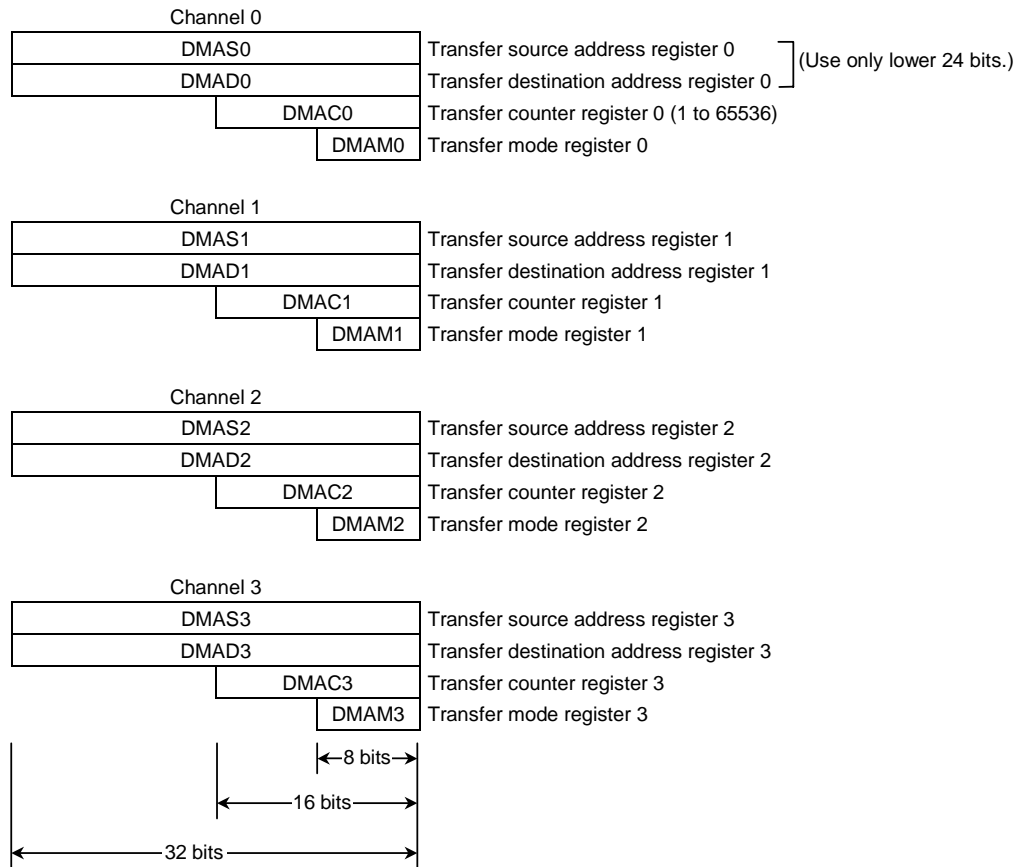 Channel 0
DMAS0 Transfer source address register 0
(Use only lower 24 bits.)
DMAD0 Transfer destination address register 0
DMAC0 Transfer counter register 0 (1 to 65536)
DMAM0 Transfer mode register 0
Channel 1
DMAS1 Transfer source address register 1
DMAD1 Transfer destination address register 1
DMAC1 Transfer counter register 1
DMAM1 Transfer mode register 1
Channel 2
DMAS2 Transfer source address register 2
DMAD2 Transfer destination address register 2
DMAC2 Transfer counter register 2
DMAM2 Transfer mode register 2
Channel 3
DMAS3 Transfer source address register 3
DMAD3 Transfer destination address register 3
DMAC3 Transfer counter register 3
DMAM3 Transfer mode register 3
8 bits
16 bits
32 bits